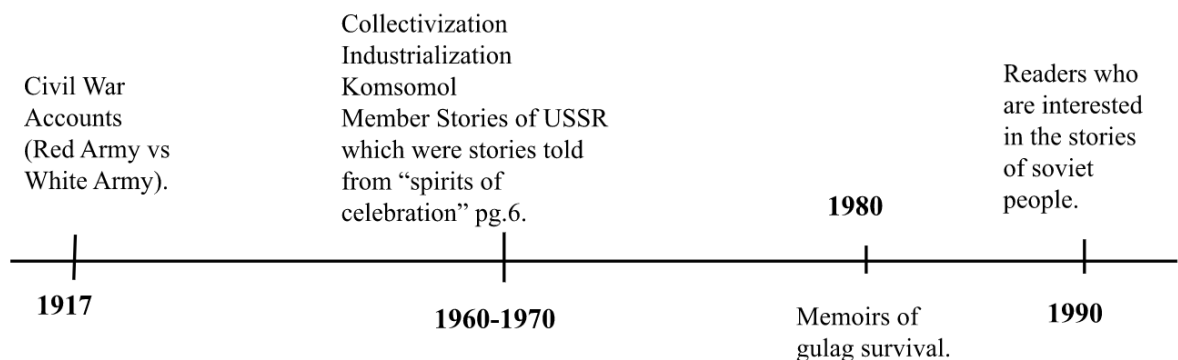 Civil War
Accounts
(Red Army vs
White Army).
1917
Collectivization
Industrialization
Komsomol
Member Stories of USSR
which were stories told
from “spirits of
celebration” pg.6.
1960-1970
1980
Memoirs of
gulag survival.
Readers who
are interested
in the stories
of soviet
people.
1990